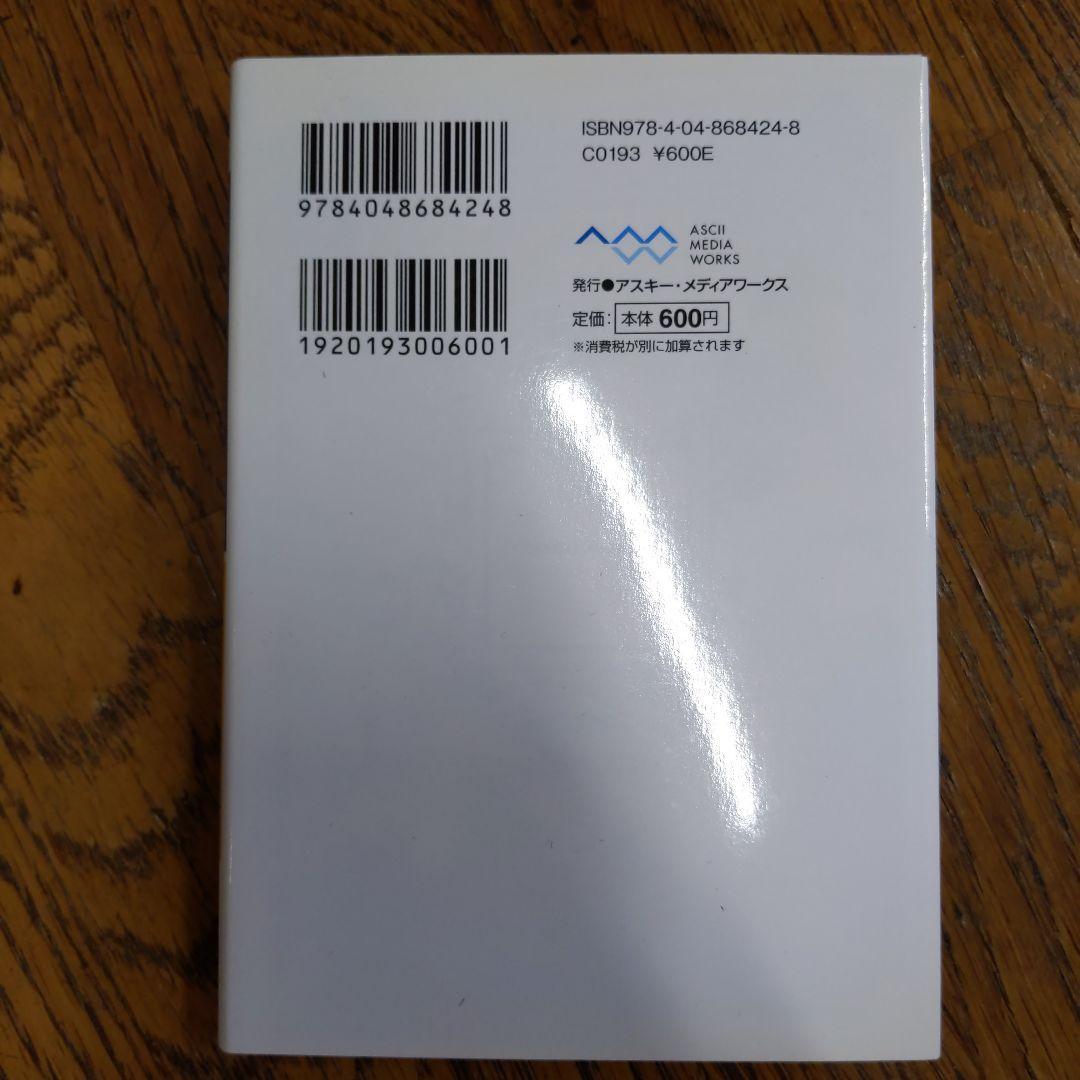 9784048684248
1920193006001
ISBN978-4-04-868424-8
C0193 ¥600E
ASCII
MEDIA
WORKS
発行●アスキー・メディアワークス
定価：本体600円
※消費税が別に加算されます